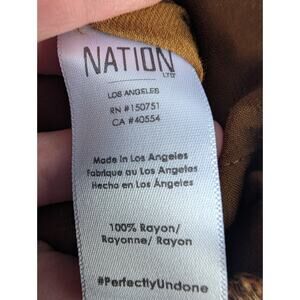 NATION
LTD
LOS ANGELES
RN #150751
CA #40554
Made in Los Angeles
Fabriqué au Los Angeles
Hecho en Los Ángeles
100% Rayon/
Rayonne/ Rayon
#PerfectlyUndone